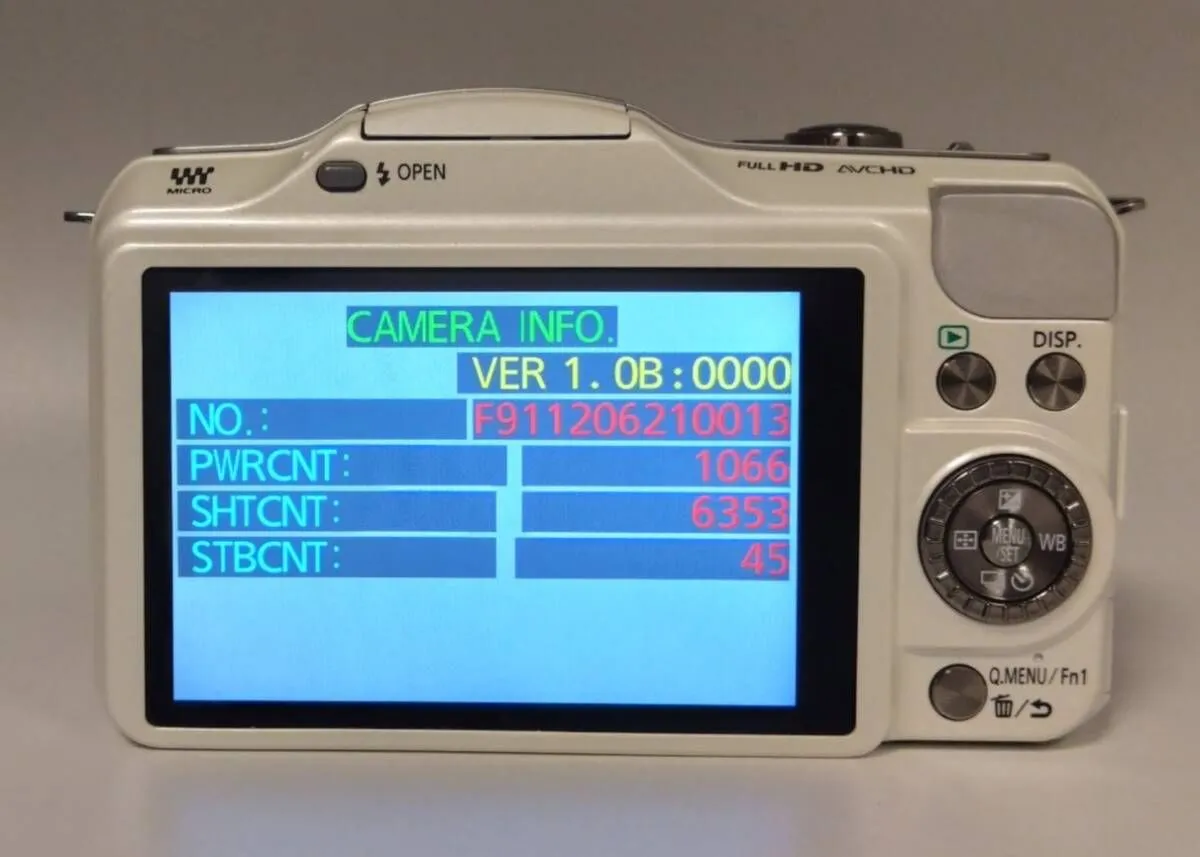 MICRO
OPEN
FULL HD AVCHD
CAMERA INFO.
VER 1. 0B:0000
NO.: F911206210013
PWRCNT: 1066
SHTCNT: 6353
STBCNT: 45
DISP.
MENU
/SET
WB
Q.MENU/Fn1